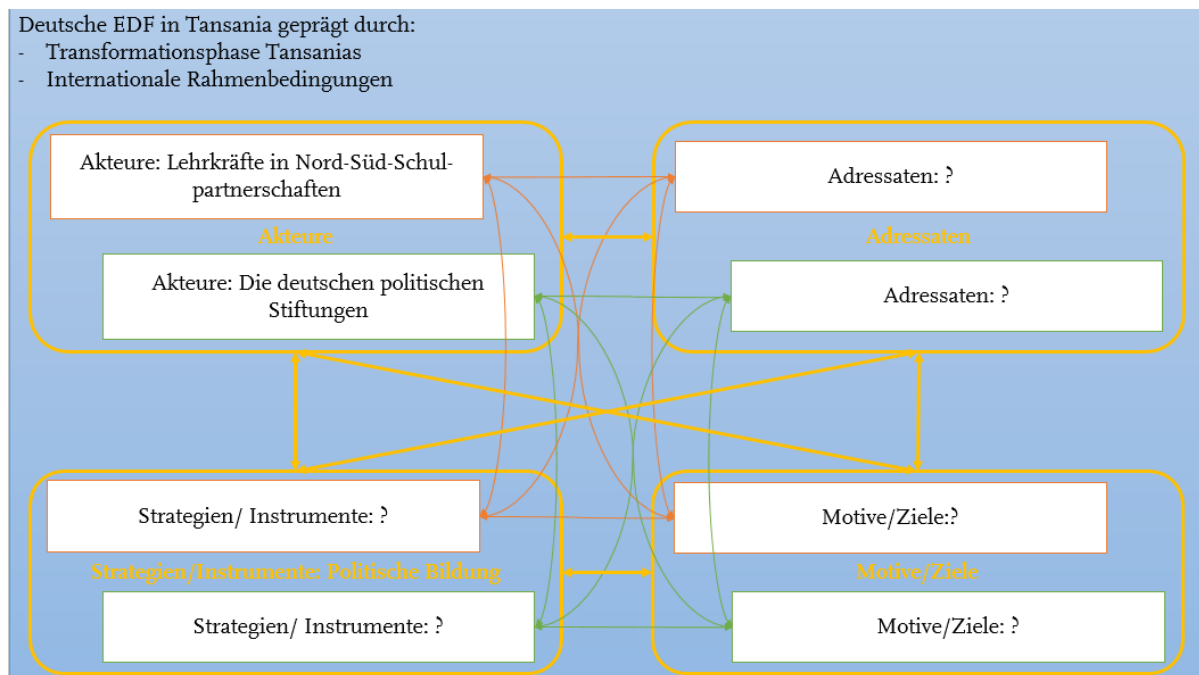 Deutsche EDF in Tansania geprägt durch:
- Transformationsphase Tansanias
- Internationale Rahmenbedingungen
Akteure: Lehrkräfte in Nord-Süd-Schul-
partnerschaften
Adressaten: ?
Akteure
Adressaten
Akteure: Die deutschen politischen
Stiftungen
Adressaten: ?
Strategien/ Instrumente: ?
Motive/Ziele:?
Strategien/Instrumente: Politische Bildung
Motive/Ziele
Strategien/ Instrumente: ?
Motive/Ziele: ?